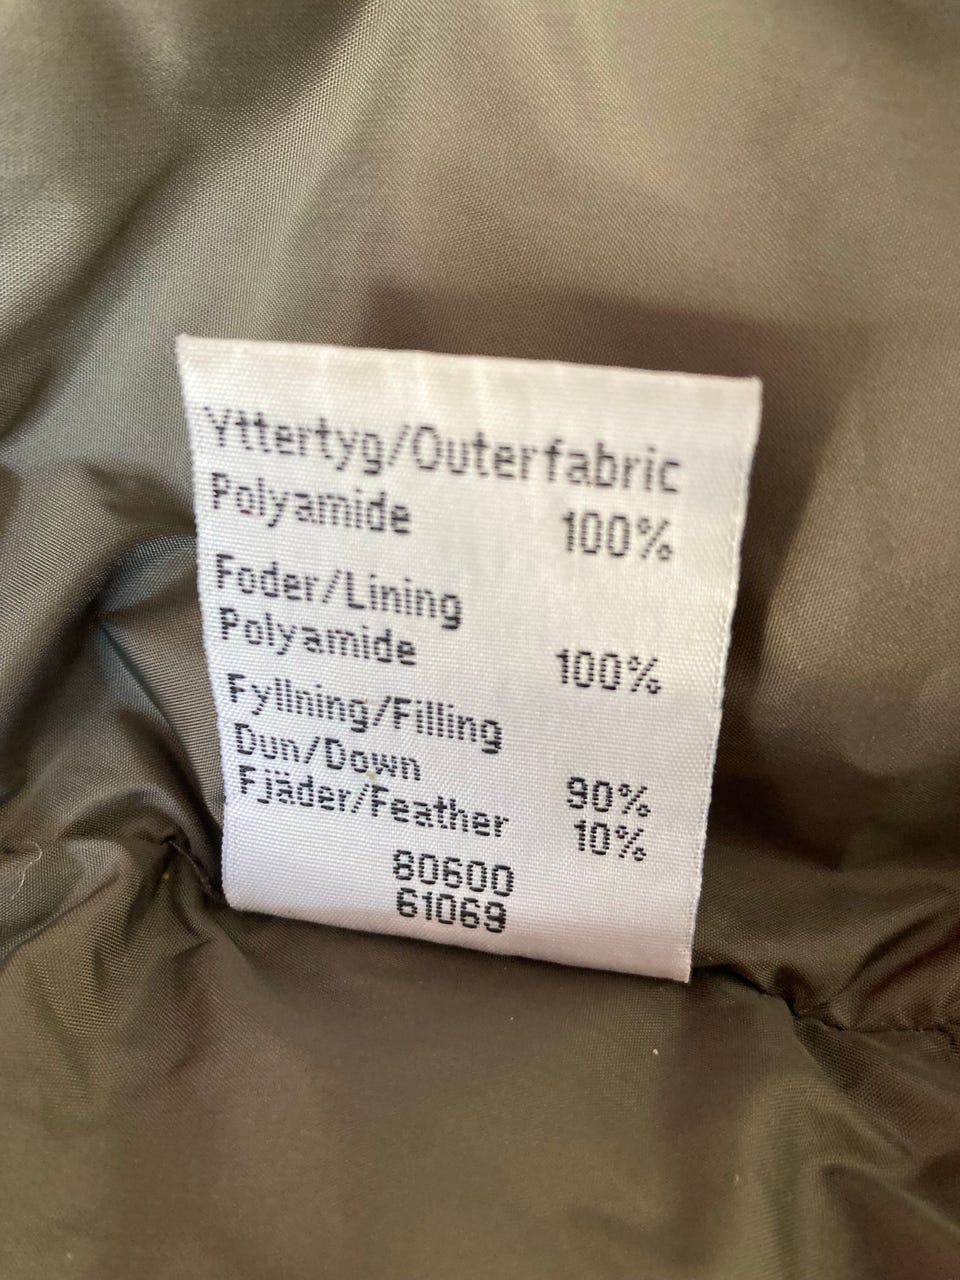 Yttertyg/Outerfabric
Polyamide 100%
Foder/Lining
Polyamide 100%
Fyllning/Filling
Dun/Down 90%
Fjäder/Feather 10%
80600
61069